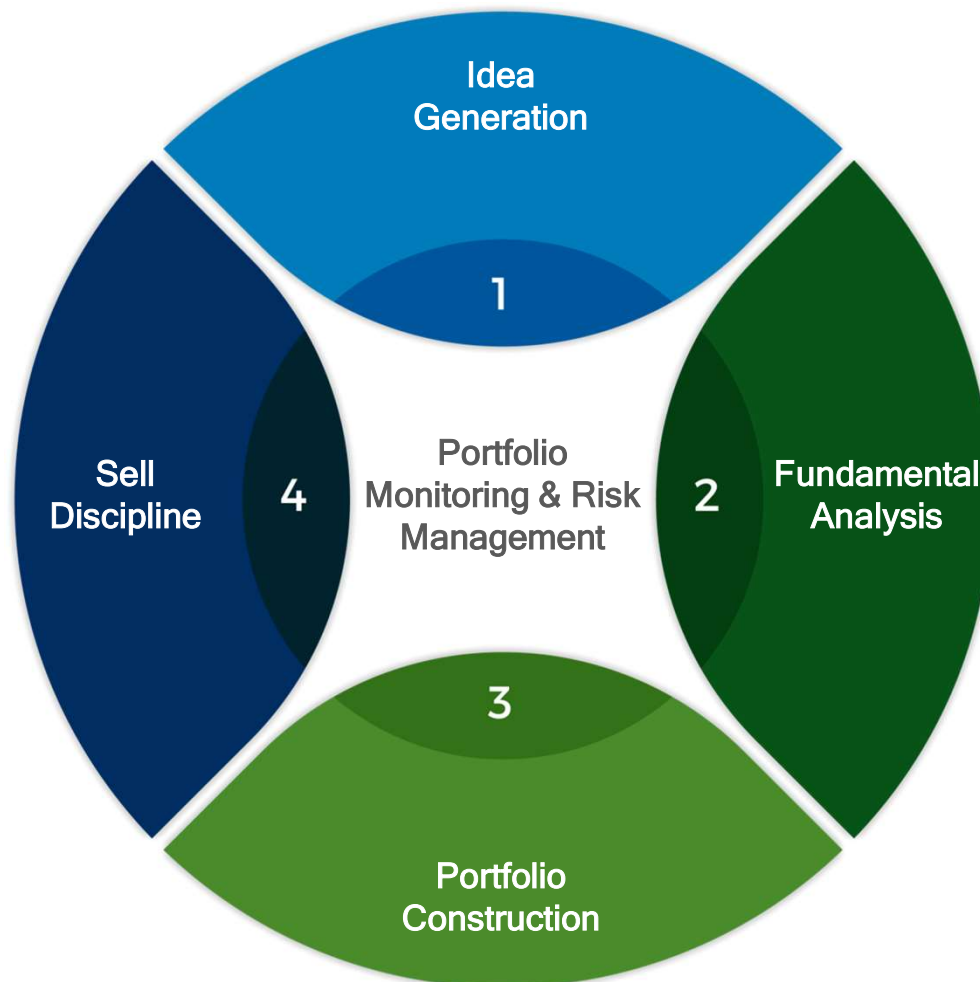 Idea
Generation
1
Sell
Discipline
4
Portfolio
Monitoring & Risk
Management
2
Fundamental
Analysis
3
Portfolio
Construction